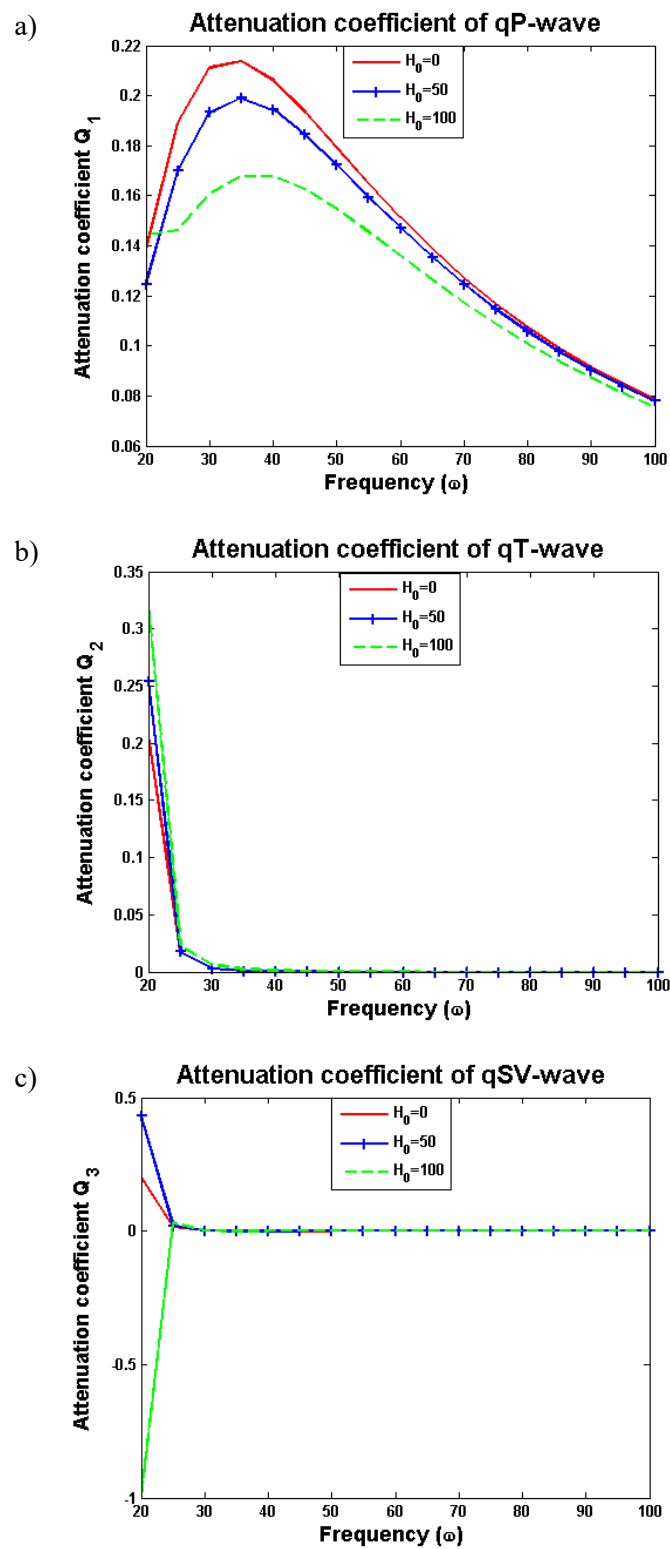 a)
Attenuation coefficient of qP-wave
H0=0
H0=50
H0=100
Attenuation coefficient Q1
0.22
0.2
0.18
0.16
0.14
0.12
0.1
0.08
0.06
20 30 40 50 60 70 80 90 100
Frequency (ω)
b)
Attenuation coefficient of qT-wave
H0=0
H0=50
H0=100
Attenuation coefficient Q2
0.35
0.3
0.25
0.2
0.15
0.1
0.05
0
20 30 40 50 60 70 80 90 100
Frequency (ω)
c)
Attenuation coefficient of qSV-wave
H0=0
H0=50
H0=100
Attenuation coefficient Q3
0.5
0
-0.5
-1
20 30 40 50 60 70 80 90 100
Frequency (ω)